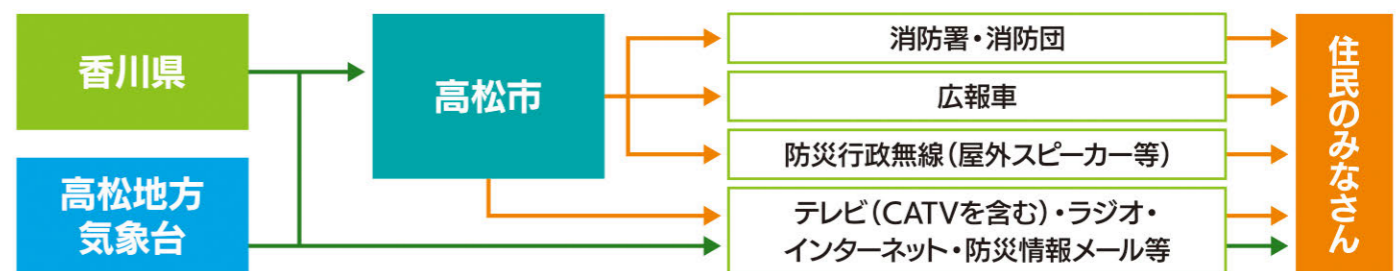 香川県
高松地方
気象台
高松市
消防署・消防団
広報車
防災行政無線(屋外スピーカー等)
テレビ(CATVを含む)・ラジオ・
インターネット・防災情報メール等
住民のみなさん